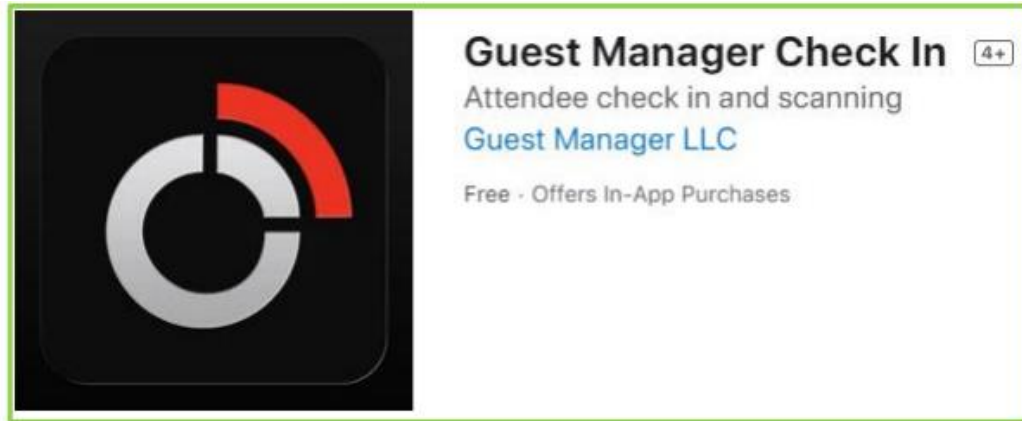 Guest Manager Check In 4+
Attendee check in and scanning
Guest Manager LLC
Free · Offers In-App Purchases